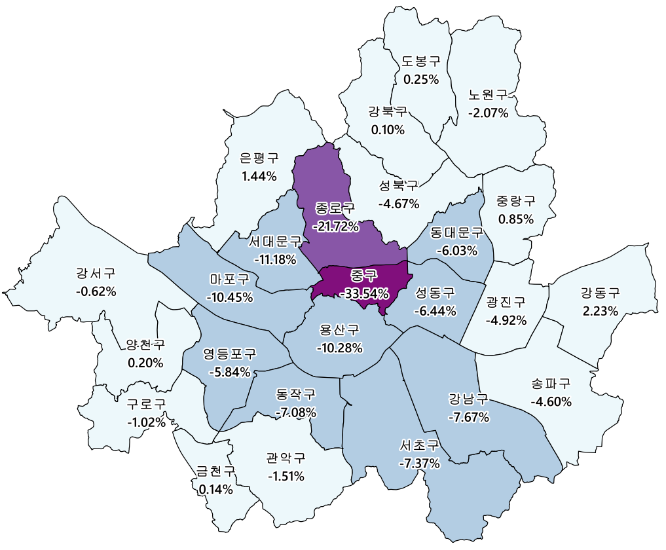 도봉구
0.25%
노원구
-2.07%
강북구
0.10%
은평구
1.44%
성북구
-4.67%
중랑구
0.85%
종로구
-21.72%
동대문구
-6.03%
서대문구
-11.18%
강서구
-0.62%
마포구
-10.45%
중구
-33.54%
성동구
-6.44%
광진구
-4.92%
강동구
2.23%
양천구
0.20%
영등포구
-5.84%
용산구
-10.28%
송파구
-4.60%
구로구
-1.02%
동작구
-7.08%
강남구
-7.67%
서초구
-7.37%
금천구
0.14%
관악구
-1.51%